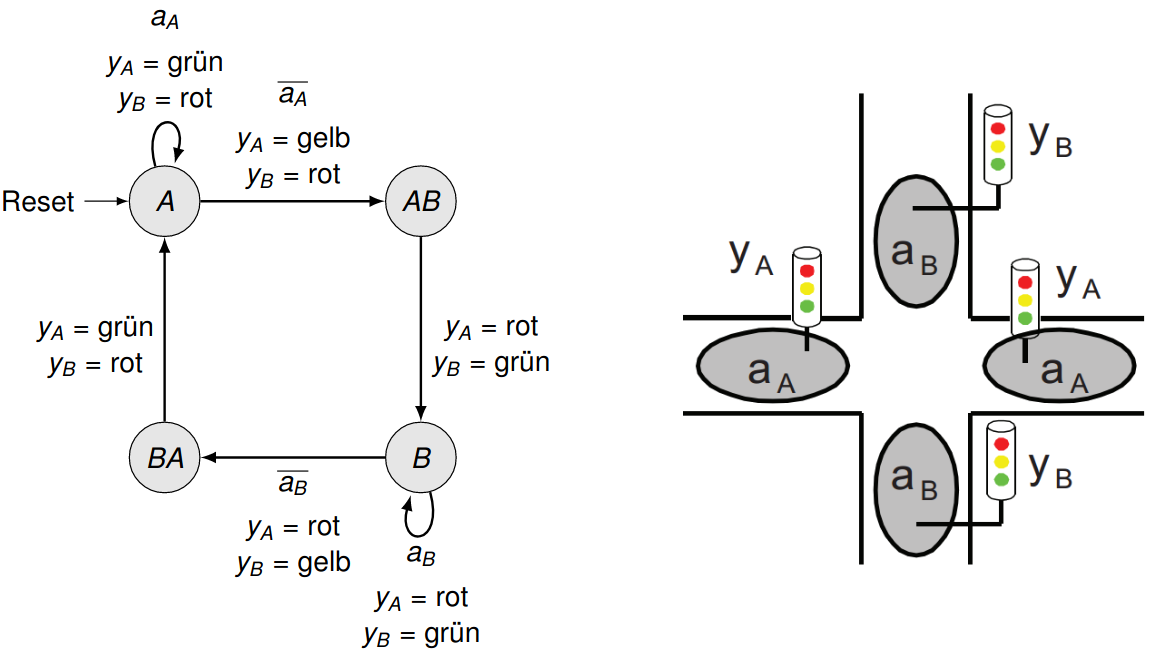 a_A
y_A = grün
y_B = rot
\overline{a_A}
y_A = gelb
y_B = rot
Reset
A
AB
y_A = grün
y_B = rot
y_A = rot
y_B = grün
BA
B
\overline{a_B}
y_A = rot
y_B = gelb
a_B
y_A = rot
y_B = grün
y_B
a_B
y_A
y_A
a_A
a_A
a_B
y_B